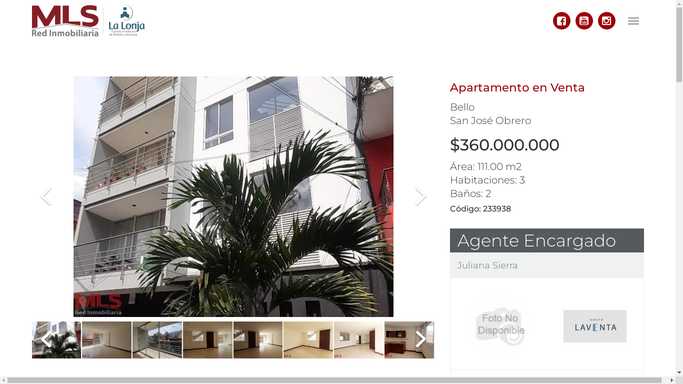 MLS
Red Inmobiliaria
La Lonja
Apartamento en Venta
Bello
San José Obrero
$360.000.000
Área: 111.00 m2
Habitaciones: 3
Baños: 2
Código: 233938
Agente Encargado
Juliana Sierra
MLS
Red Inmobiliaria
Foto No
Disponible
LAVENTA